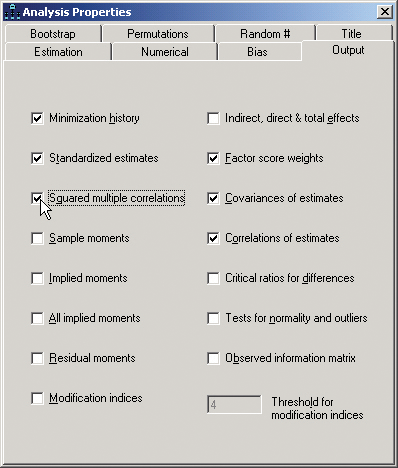 Analysis Properties
Bootstrap Permutations Random # Title
Estimation Numerical Bias Output
Minimization history
Indirect, direct & total effects
Standardized estimates
Factor score weights
Squared multiple correlations
Covariances of estimates
Sample moments
Correlations of estimates
Implied moments
Critical ratios for differences
All implied moments
Tests for normality and outliers
Residual moments
Observed information matrix
Modification indices
4
Threshold for
modification indices